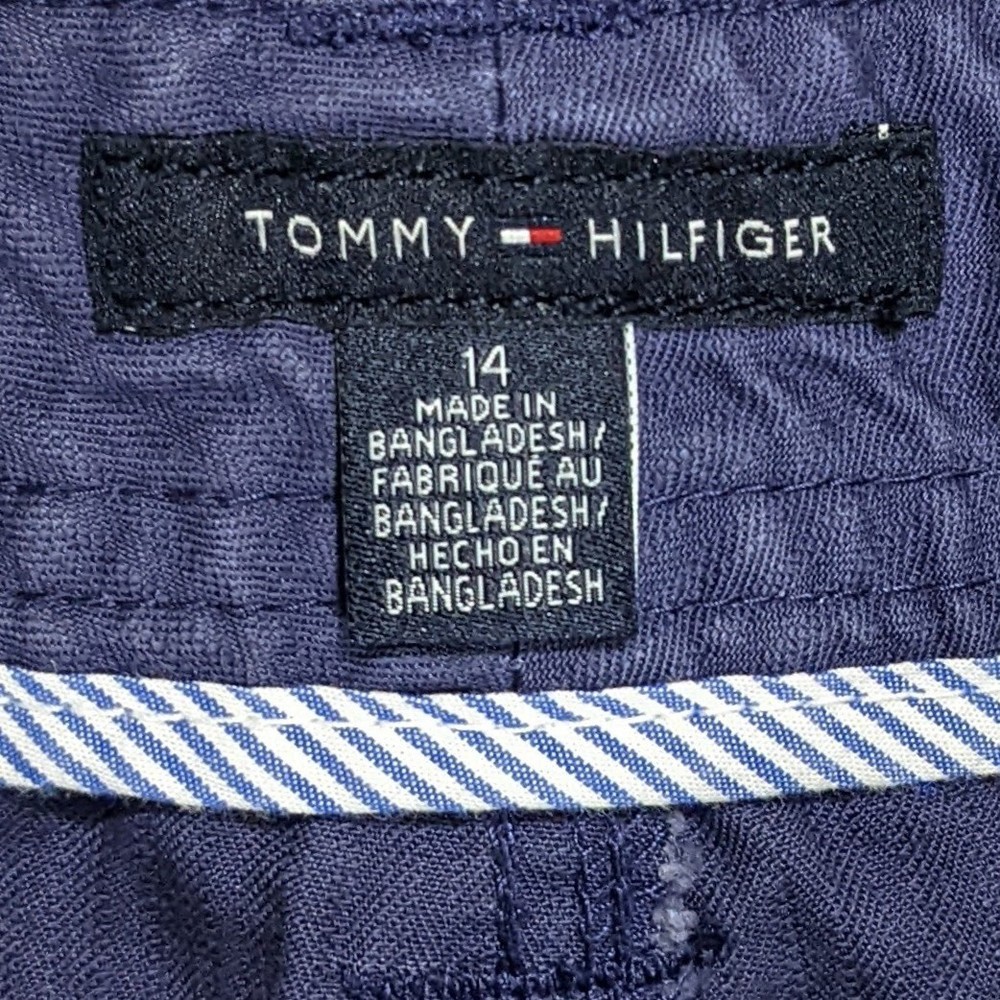 TOMMY HILFIGER
14
MADE IN
BANGLADESH/
FABRIQUÉ AU
BANGLADESH/
HECHO EN
BANGLADESH